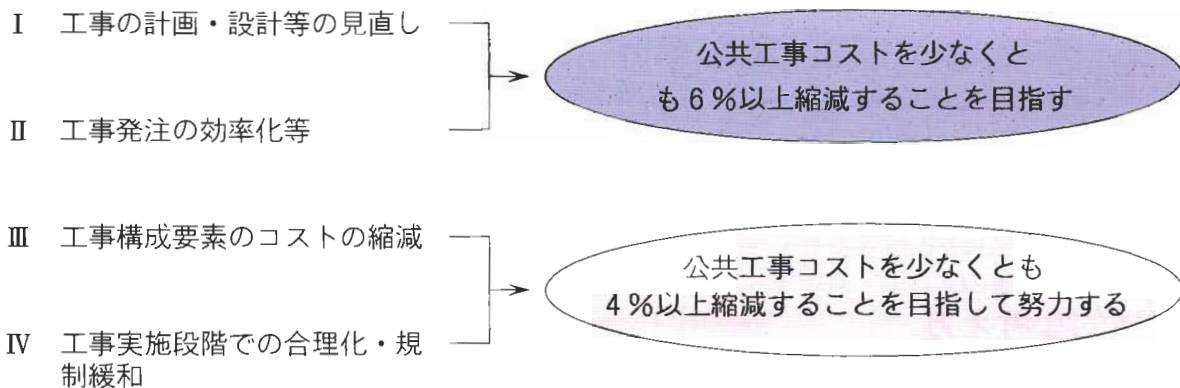 Ⅰ 工事の計画・設計等の見直し
Ⅱ 工事発注の効率化等
公共工事コストを少なくと
も6％以上縮減することを目指す
Ⅲ 工事構成要素のコストの縮減
Ⅳ 工事実施段階での合理化・規
制緩和
公共工事コストを少なくとも
4％以上縮減することを目指して努力する